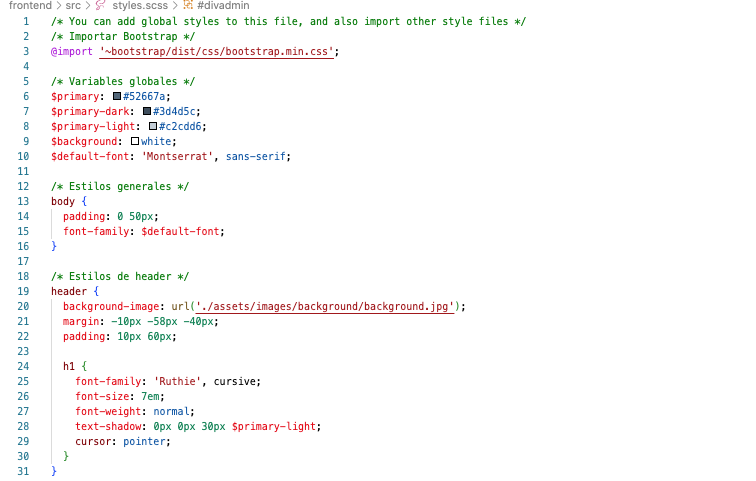 frontend > src > styles.scss > #divadmin
1 /* You can add global styles to this file, and also import other style files */
2 /* Importar Bootstrap */
3 @import '~bootstrap/dist/css/bootstrap.min.css';
4
5 /* Variables globales */
6 $primary: #52667a;
7 $primary-dark: #3d4d5c;
8 $primary-light: #c2cdd6;
9 $background: white;
10 $default-font: 'Montserrat', sans-serif;
11
12 /* Estilos generales */
13 body {
14 padding: 0 50px;
15 font-family: $default-font;
16 }
17
18 /* Estilos de header */
19 header {
20 background-image: url('./assets/images/background/background.jpg');
21 margin: -10px -58px -40px;
22 padding: 10px 60px;
23
24 h1 {
25 font-family: 'Ruthie', cursive;
26 font-size: 7em;
27 font-weight: normal;
28 text-shadow: 0px 0px 30px $primary-light;
29 cursor: pointer;
30 }
31 }